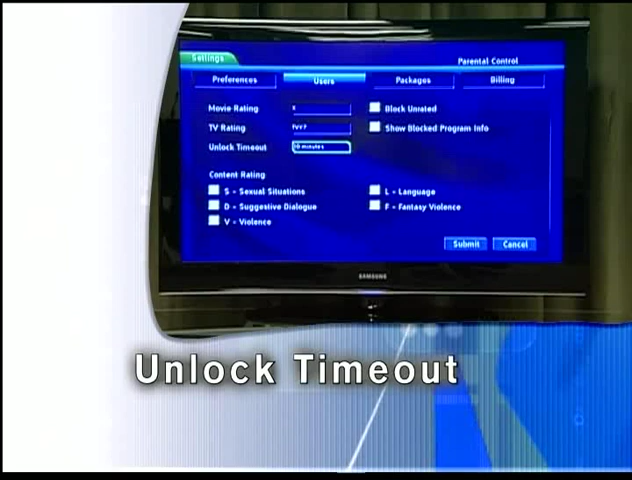 Settings
Parental Control
Preferences Users Packages Billing
Movie Rating Block Unrated
TV Rating Show Blocked Program Info
Unlock Timeout minutes
Content Rating
S - Sexual Situations L - Language
D - Suggestive Dialogue F - Fantasy Violence
V - Violence
Submit Cancel
SAMSUNG
Unlock Timeout